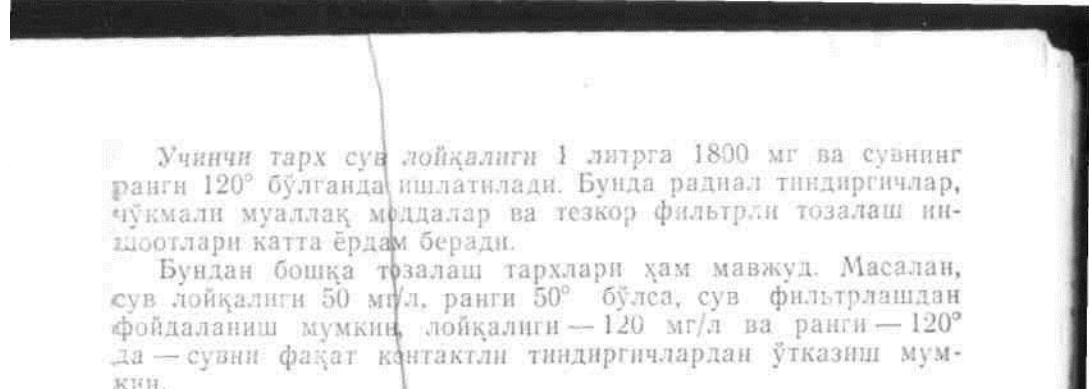 Учинчи тарх сув лойқалиги 1 литрга 1800 мг ва сувнинг
ранги 120° бўлганда ишлатилади. Бунда радиал тиндиргичлар,
чўкмали муаллақ моддалар ва тезкор фильтрли тозалаш ин-
шоотлари катта ёрдам беради.
Бундан бошқа тозалаш тархлари ҳам мавжуд. Масалан,
сув лойқалиги 50 мг/л, ранги 50° бўлса, сув фильтрлашдан
фойдаланиш мумкин, лойқалиги — 120 мг/л ва ранги — 120°
да — сувни фақат контактли тиндиргичлардан ўтказиш мум-
кин.